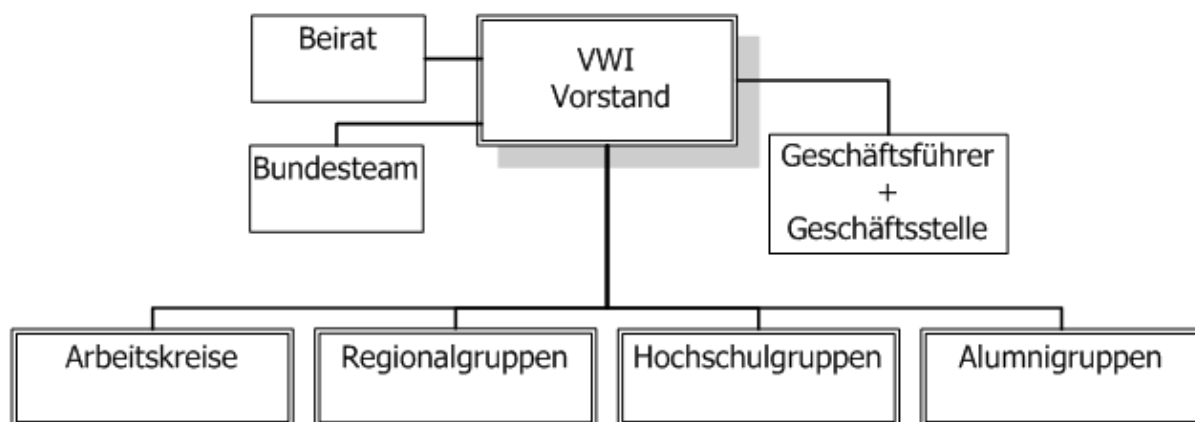 Beirat
VWI
Vorstand
Bundesteam
Geschäftsführer
+
Geschäftsstelle
Arbeitskreise
Regionalgruppen
Hochschulgruppen
Alumnigruppen